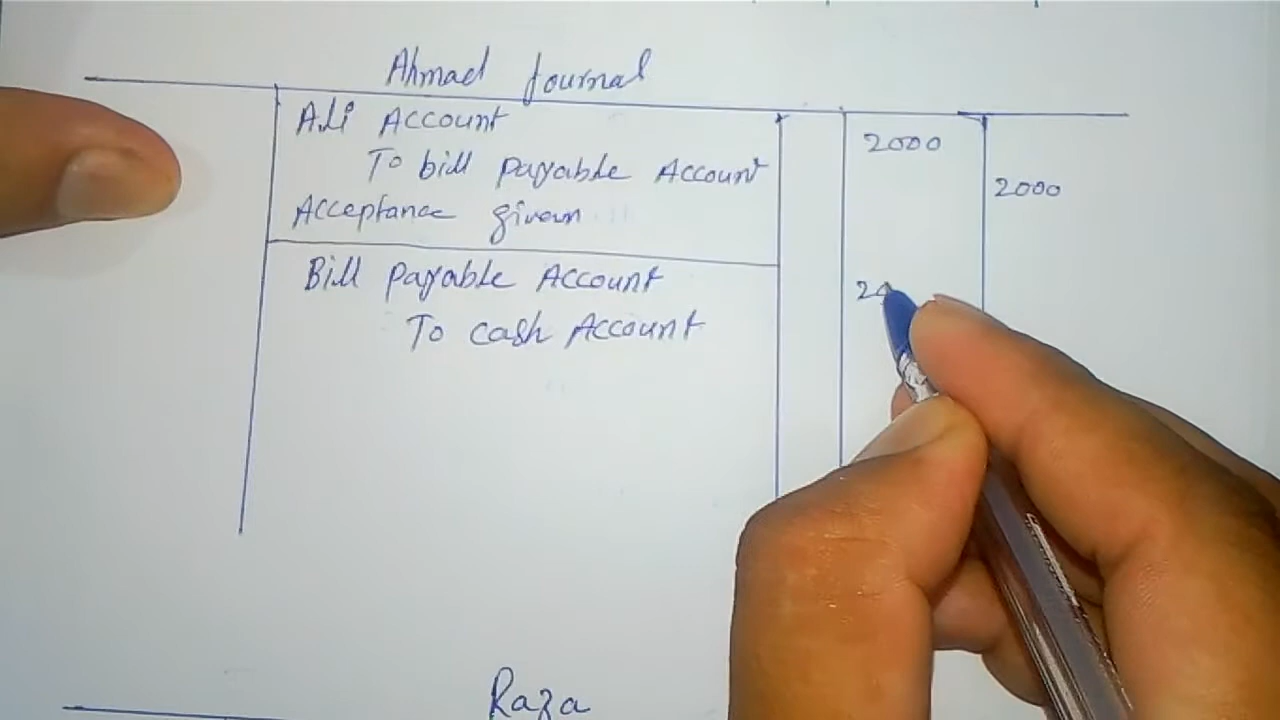 Ahmad Journal
Ali Account 2000
To bill payable Account 2000
Acceptance given
Bill payable Account 20
To cash Account
Raza